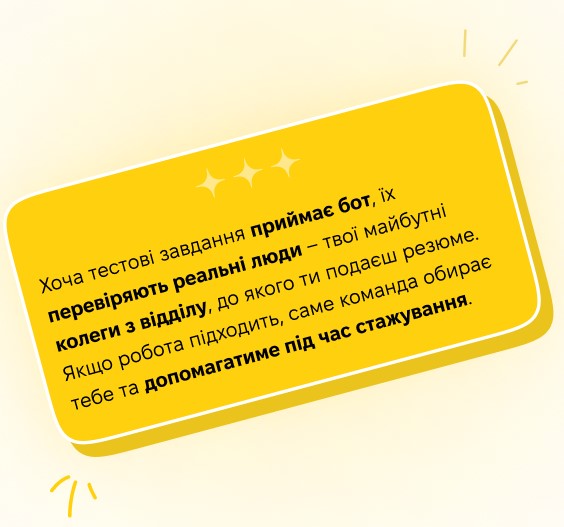 Хоча тестові завдання приймає бот, їх
перевіряють реальні люди – твої майбутні
колеги з відділу, до якого ти подаєш резюме.
Якщо робота підходить, саме команда обирає
тебе та допомагатиме під час стажування.